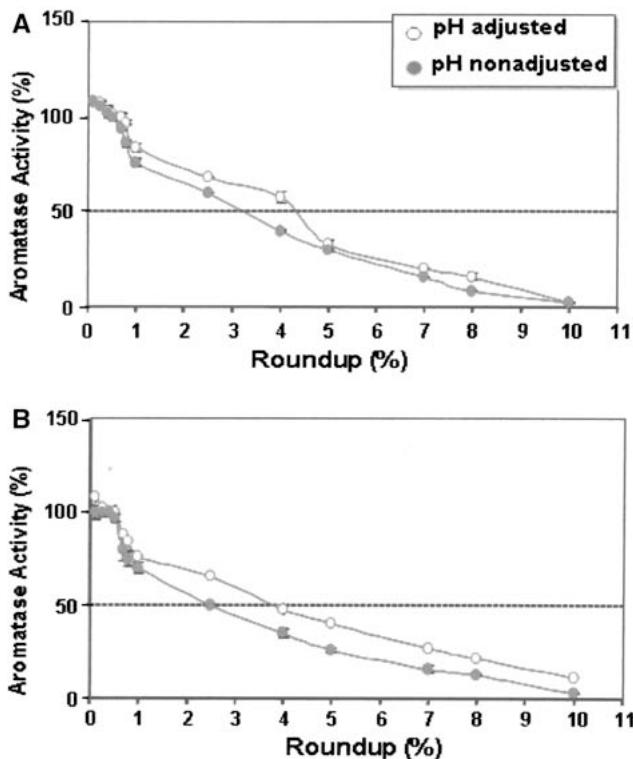 A
150
100
50
0
Aromatase Activity (%)
pH adjusted
pH nonadjusted
0 1 2 3 4 5 6 7 8 9 10 11
Roundup (%)
B
150
100
50
0
Aromatase Activity (%)
0 1 2 3 4 5 6 7 8 9 10 11
Roundup (%)